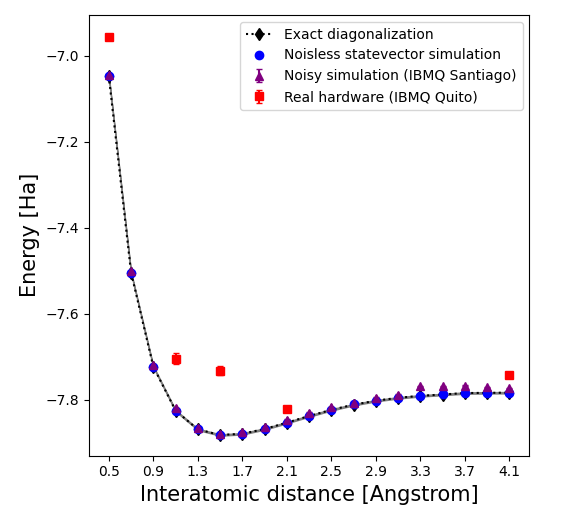 Exact diagonalization
Noisless statevector simulation
Noisy simulation (IBMQ Santiago)
Real hardware (IBMQ Quito)
−7.0
−7.2
−7.4
−7.6
−7.8
Energy [Ha]
0.5 0.9 1.3 1.7 2.1 2.5 2.9 3.3 3.7 4.1
Interatomic distance [Angstrom]